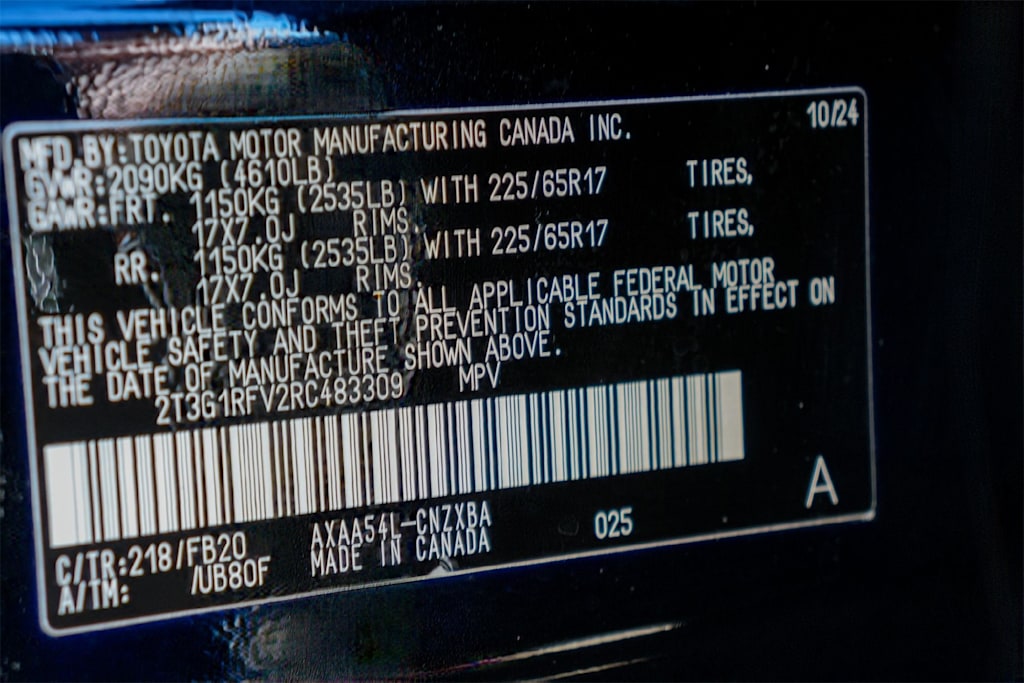 10/24
MFD.BY:TOYOTA MOTOR MANUFACTURING CANADA INC.
GVWR:2090KG (4610LB)
GAWR:FRT. 1150KG (2535LB) WITH 225/65R17 TIRES,
17X7.0J RIMS,
RR. 1150KG (2535LB) WITH 225/65R17 TIRES,
17X7.0J RIMS.
THIS VEHICLE CONFORMS TO ALL APPLICABLE FEDERAL MOTOR
VEHICLE SAFETY AND THEFT PREVENTION STANDARDS IN EFFECT ON
THE DATE OF MANUFACTURE SHOWN ABOVE.
2T3G1RFV2RC483309 MPV
A
C/TR:218/FB20 AXAA54L-CNZXBA 025
A/TM: /UB80F MADE IN CANADA